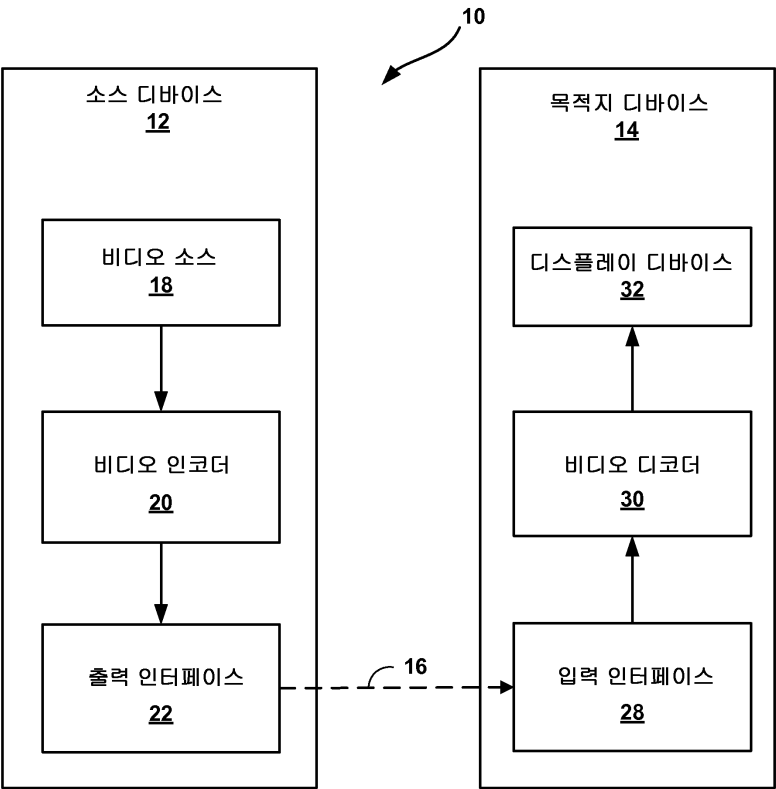 10
소스 디바이스
12
비디오 소스
18
비디오 인코더
20
출력 인터페이스
22
16
목적지 디바이스
14
디스플레이 디바이스
32
비디오 디코더
30
입력 인터페이스
28